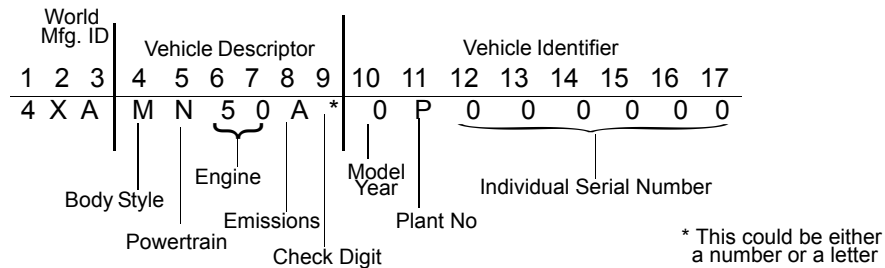 World
Mfg. ID
Vehicle Descriptor
Vehicle Identifier
1 2 3 4 5 6 7 8 9 10 11 12 13 14 15 16 17
4 X A M N 5 0 A * 0 P 0 0 0 0 0 0
Body Style
Powertrain
Engine
Emissions
Check Digit
Model
Year
Plant No
Individual Serial Number
* This could be either
a number or a letter